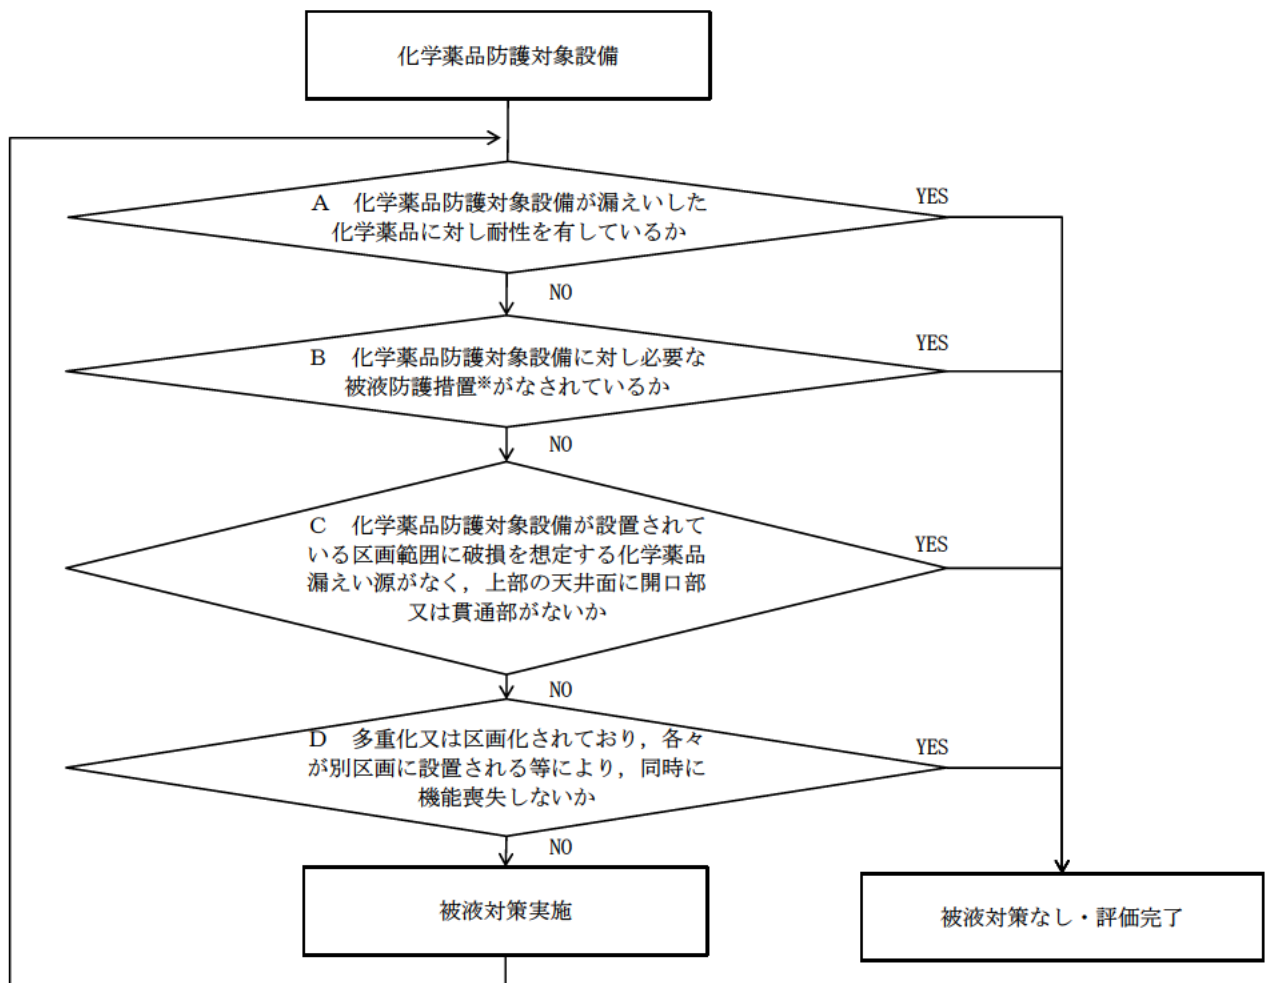 化学薬品防護対象設備
A 化学薬品防護対象設備が漏えいした
化学薬品に対し耐性を有しているか
YES
NO
B 化学薬品防護対象設備に対し必要な
被液防護措置※がなされているか
YES
NO
C 化学薬品防護対象設備が設置されて
いる区画範囲に破損を想定する化学薬品
漏えい源がなく，上部の天井面に開口部
又は貫通部がないか
YES
NO
D 多重化又は区画化されており，各々
が別区画に設置される等により，同時に
機能喪失しないか
YES
NO
被液対策実施
被液対策なし・評価完了